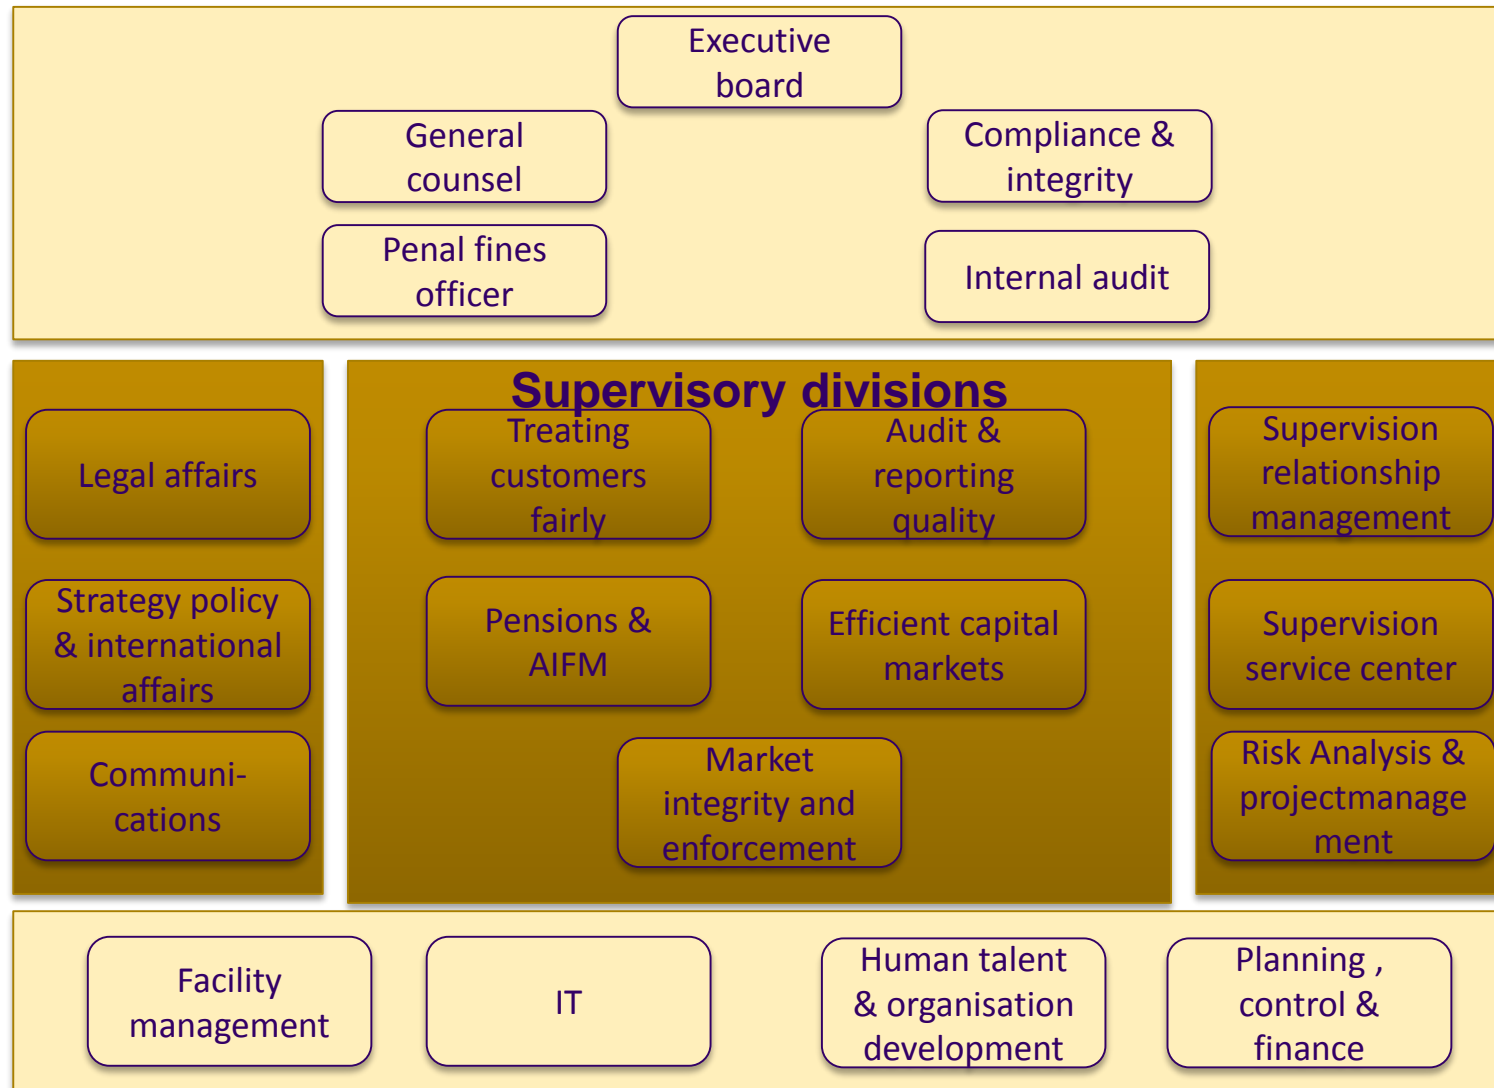 Executive
board
General
counsel
Compliance &
integrity
Penal fines
officer
Internal audit
Supervisory divisions
Legal affairs
Treating
customers
fairly
Audit &
reporting
quality
Supervision
relationship
management
Strategy policy
& international
affairs
Pensions &
AIFM
Efficient capital
markets
Supervision
service center
Communi-
cations
Market
integrity and
enforcement
Risk Analysis &
projectmanage
ment
Facility
management
IT
Human talent
& organisation
development
Planning ,
control &
finance